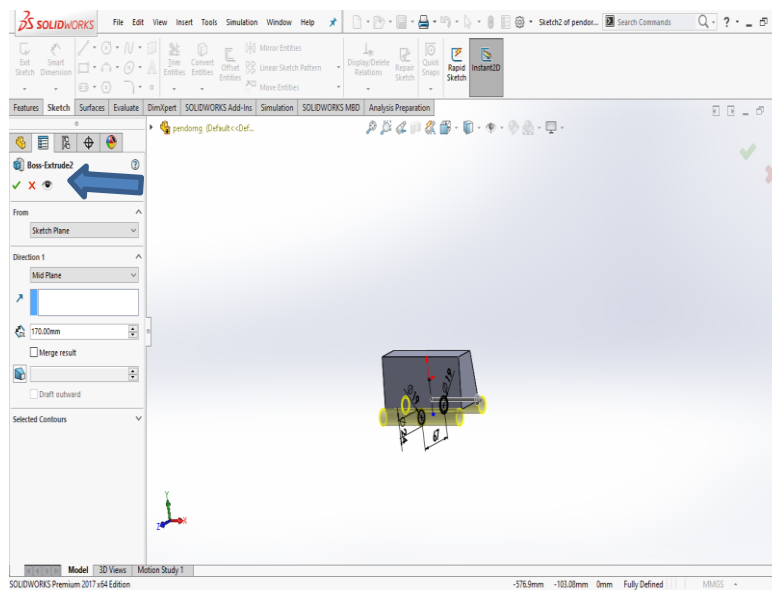 SOLIDWORKS File Edit View Insert Tools Simulation Window Help Sketch2 of pendor... Search Commands
Exit Sketch
Smart Dimension
Trim Entities
Convert Entities
Offset Entities
Mirror Entities
Linear Sketch Pattern
Move Entities
Display/Delete Relations
Repair Sketch
Quick Snaps
Rapid Sketch
Instant2D
Features Sketch Surfaces Evaluate DimXpert SOLIDWORKS Add-Ins Simulation SOLIDWORKS MBD Analysis Preparation
pendorng (Default<<Def...
Boss-Extrude2
From
Sketch Plane
Direction 1
Mid Plane
170.00mm
Merge result
Draft outward
Selected Contours
Y
X
Z
Model 3D Views Motion Study 1
SOLIDWORKS Premium 2017 x64 Edition -576.9mm -103.08mm 0mm Fully Defined MMGS